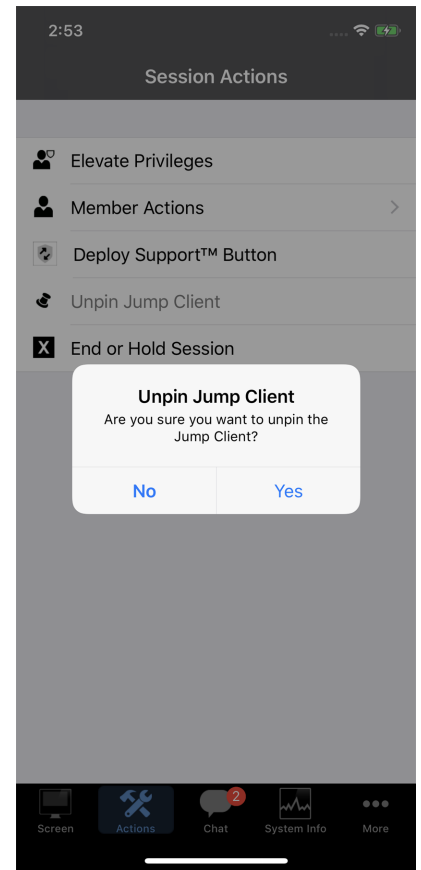 2:53
Session Actions
Elevate Privileges
Member Actions
Deploy Support™ Button
Unpin Jump Client
X End or Hold Session
Unpin Jump Client
Are you sure you want to unpin the
Jump Client?
No Yes
2
Screen Actions Chat System Info More